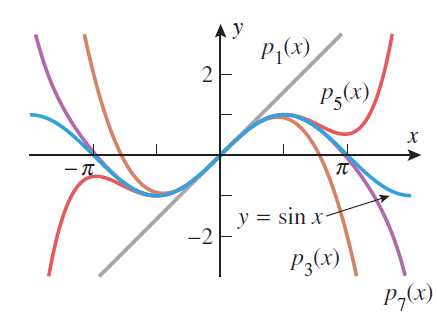 y
p₁(x)
2
p₅(x)
x
−π
π
y = sin x
−2
p₃(x)
p₇(x)